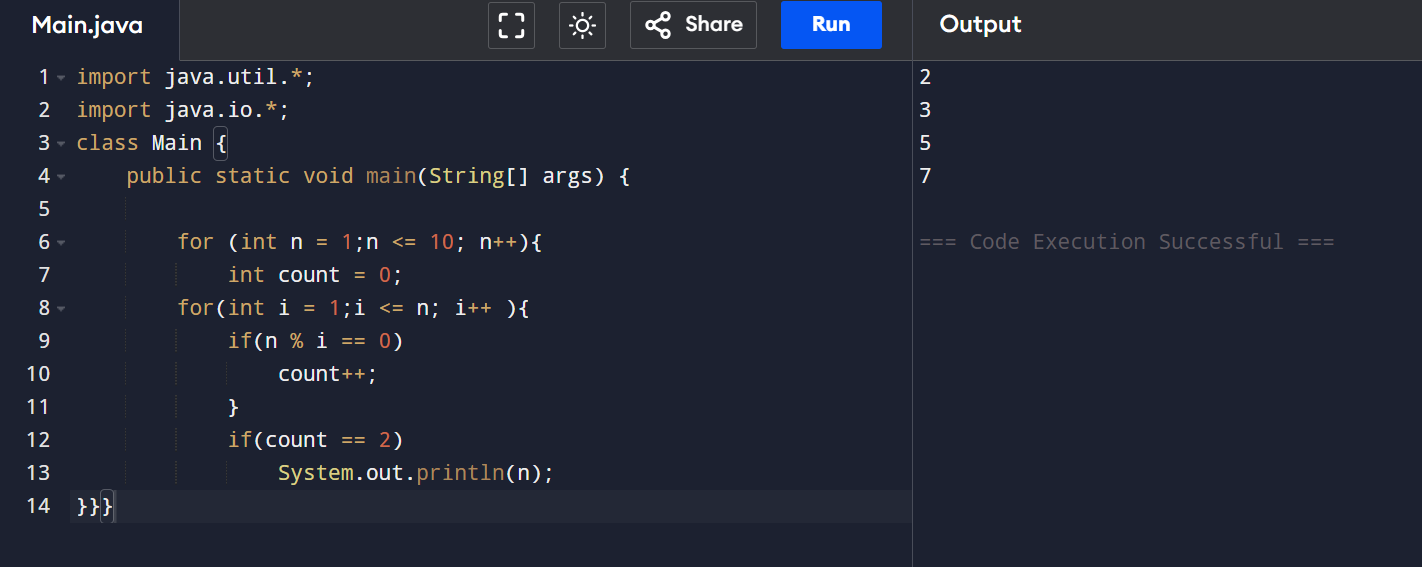 Main.java Share Run Output
1 import java.util.*;
2 import java.io.*;
3 class Main {
4     public static void main(String[] args) {
5
6         for (int n = 1;n <= 10; n++){
7             int count = 0;
8         for(int i = 1;i <= n; i++ ){
9             if(n % i == 0)
10                 count++;
11             }
12             if(count == 2)
13                 System.out.println(n);
14 }}}
2
3
5
7
=== Code Execution Successful ===